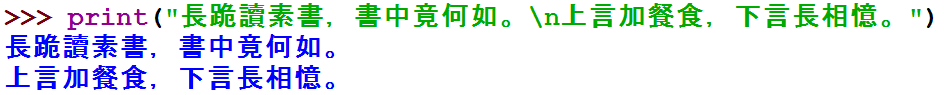 >>> print("長跪讀素書，書中竟何如。\n上言加餐食，下言長相憶。")
長跪讀素書，書中竟何如。
上言加餐食，下言長相憶。